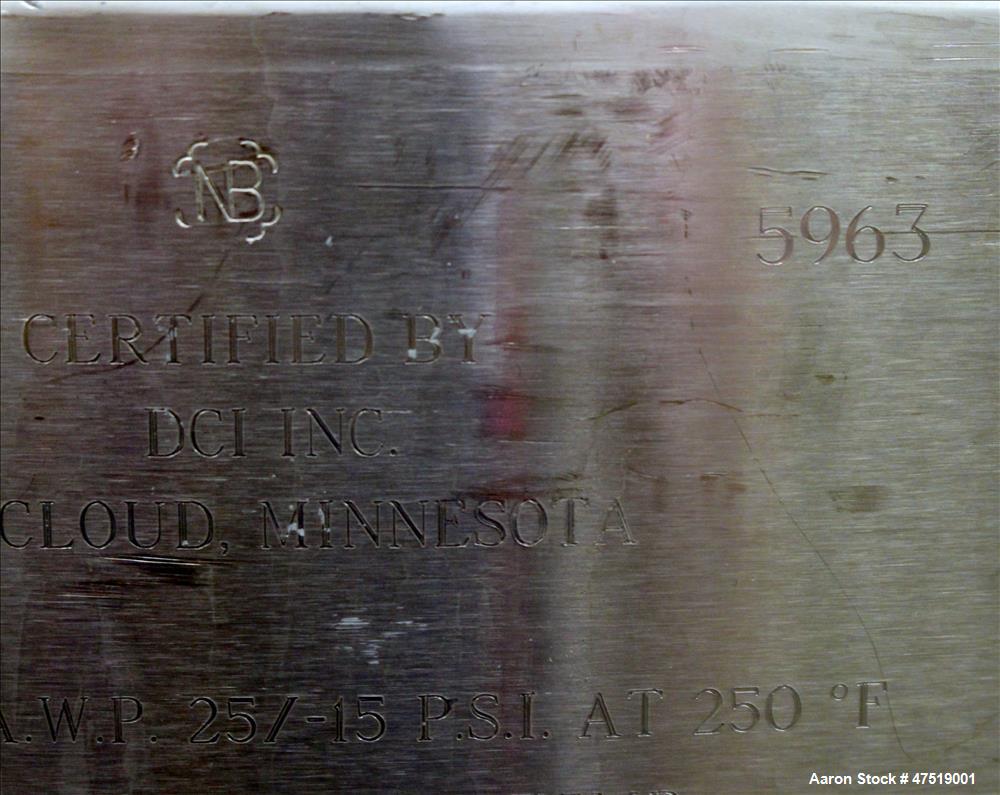 NB 5963
CERTIFIED BY
DCI INC.
CLOUD, MINNESOTA
A.W.P. 25/-15 P.S.I. AT 250 °F
Aaron Stock # 47519001